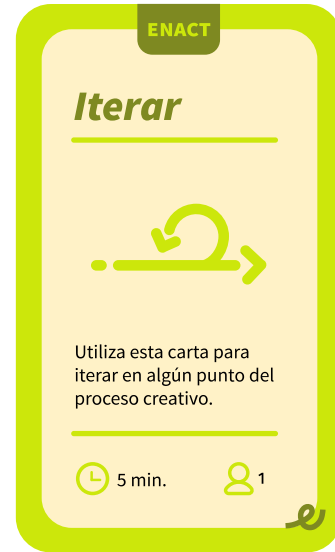 ENACT
Iterar
Utiliza esta carta para
iterar en algún punto del
proceso creativo.
5 min.
1